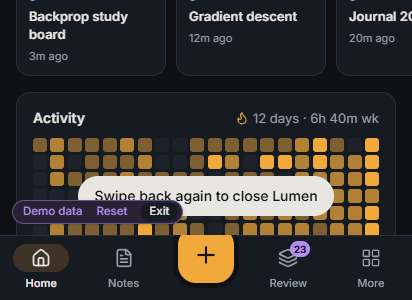 Backprop study
board
3m ago
Gradient descent
12m ago
Journal 20
20m ago
Activity
12 days · 6h 40m wk
Swipe back again to close Lumen
Demo data Reset Exit
23
Home Notes + Review More